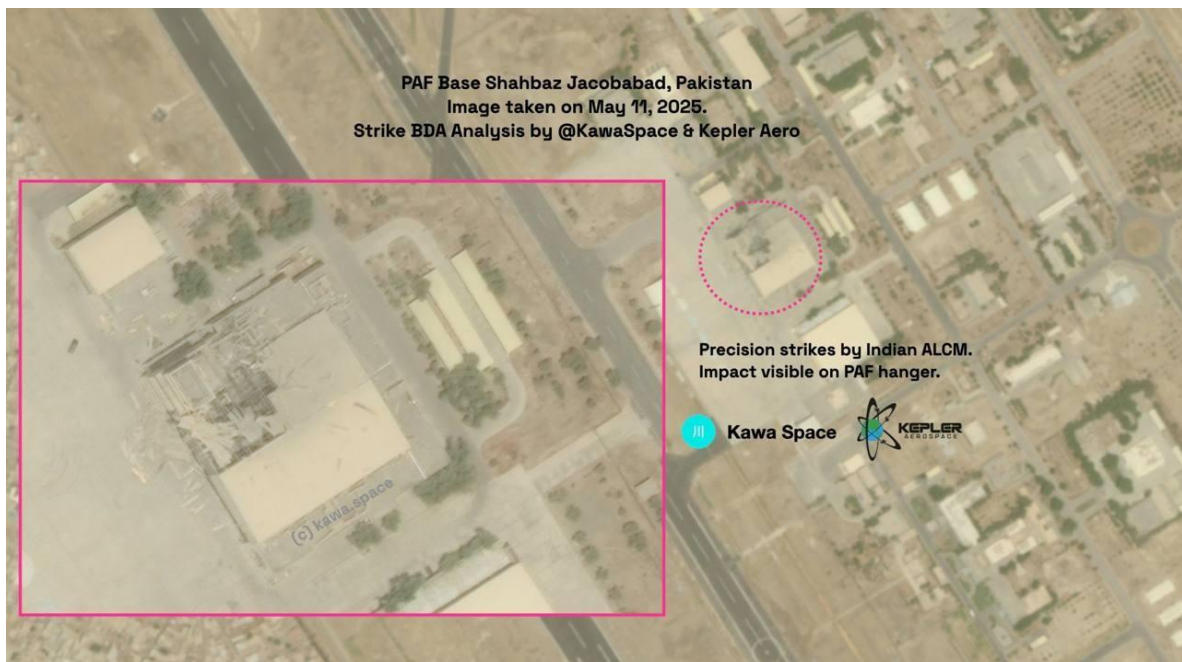 PAF Base Shahbaz Jacobabad, Pakistan
Image taken on May 11, 2025.
Strike BDA Analysis by @KawaSpace & Kepler Aero
Precision strikes by Indian ALCM.
Impact visible on PAF hanger.
川 Kawa Space
KEPLER
AEROSPACE
(c) kawa.space